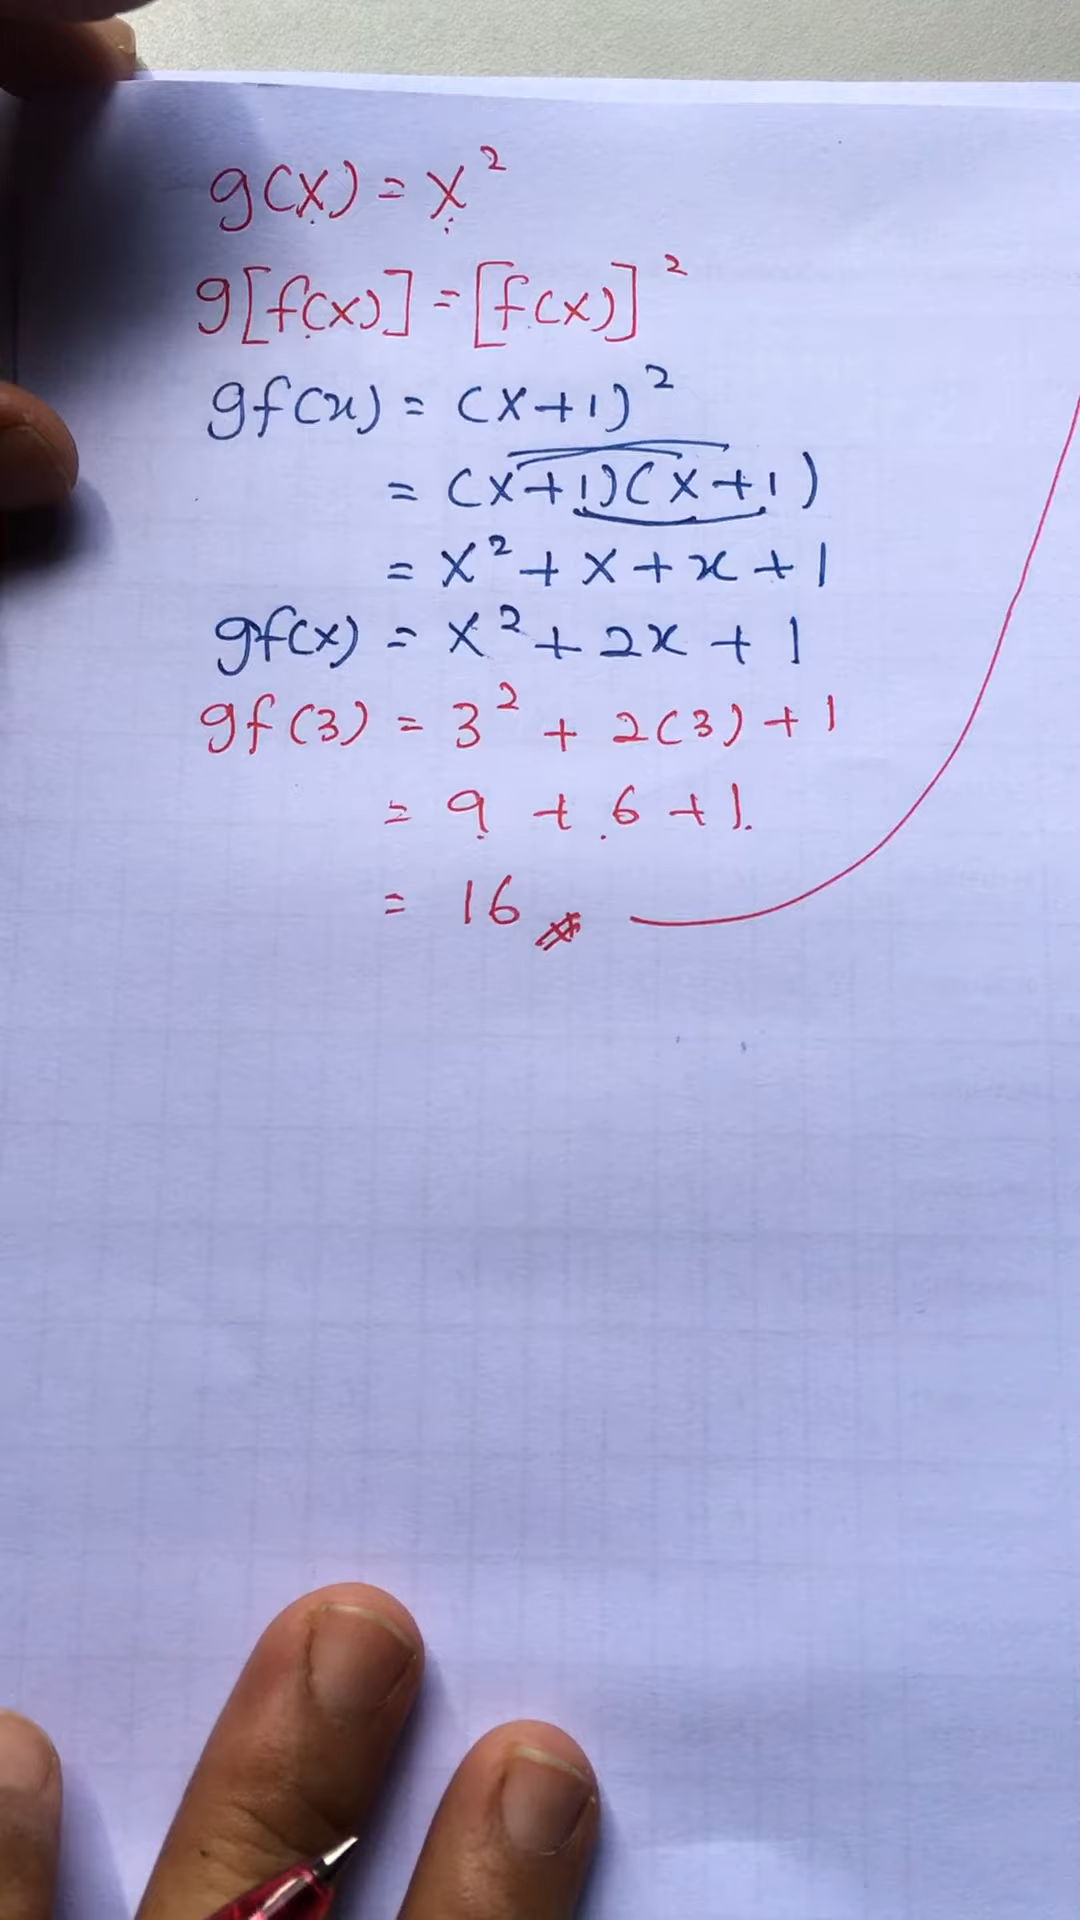 g(x) = x²
g[f(x)] = [f(x)]²
gf(x) = (x+1)²
= (x+1)(x+1)
= x² + x + x + 1
gf(x) = x² + 2x + 1
gf(3) = 3² + 2(3) + 1
= 9 + 6 + 1
= 16